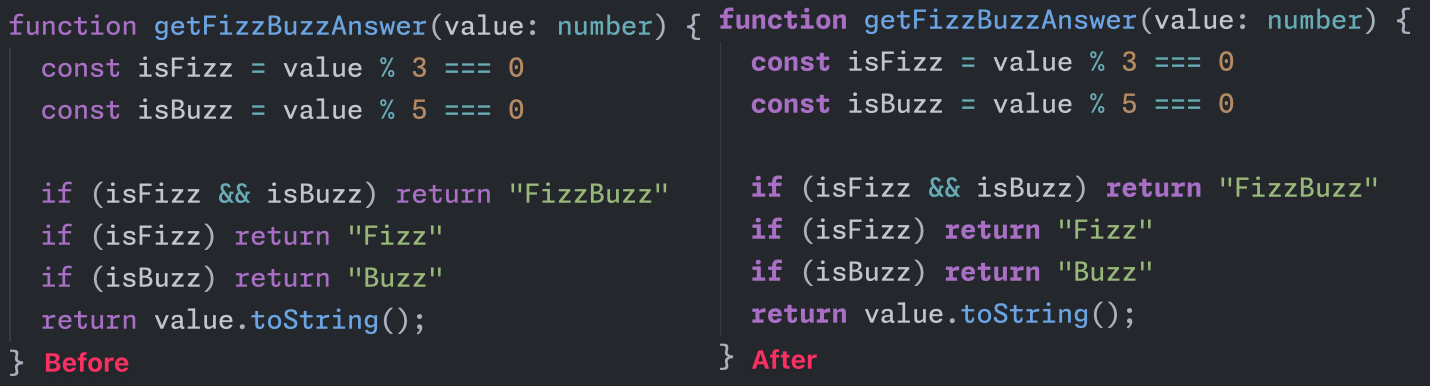 function getFizzBuzzAnswer(value: number) {
const isFizz = value % 3 === 0
const isBuzz = value % 5 === 0
if (isFizz && isBuzz) return "FizzBuzz"
if (isFizz) return "Fizz"
if (isBuzz) return "Buzz"
return value.toString();
} Before
function getFizzBuzzAnswer(value: number) {
const isFizz = value % 3 === 0
const isBuzz = value % 5 === 0
if (isFizz && isBuzz) return "FizzBuzz"
if (isFizz) return "Fizz"
if (isBuzz) return "Buzz"
return value.toString();
} After